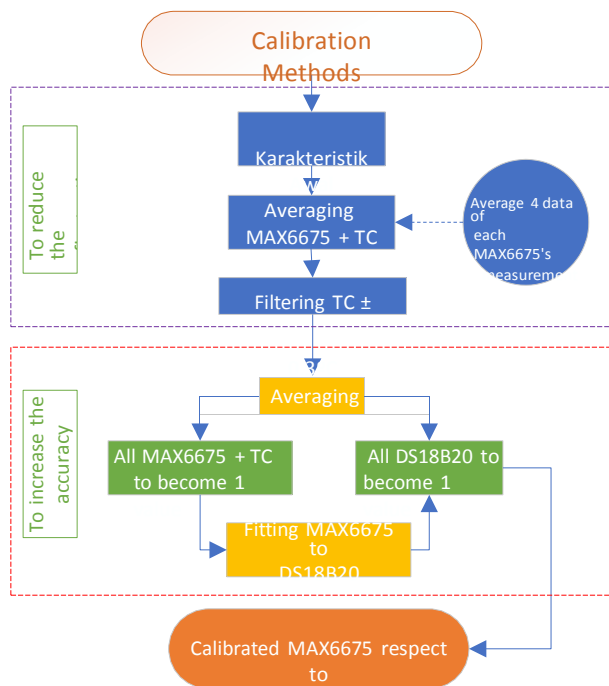 Calibration
Methods
To reduce
the
Karakteristik
Averaging
MAX6675 + TC
Average 4 data
of
each
MAX6675's
measureme
Filtering TC ±
To increase the
accuracy
Averaging
All MAX6675 + TC
to become 1
All DS18B20 to
become 1
Fitting MAX6675
to
DS18B20
Calibrated MAX6675 respect
to